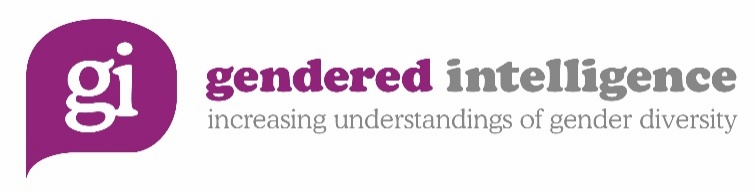 gi
gendered intelligence
increasing understandings of gender diversity